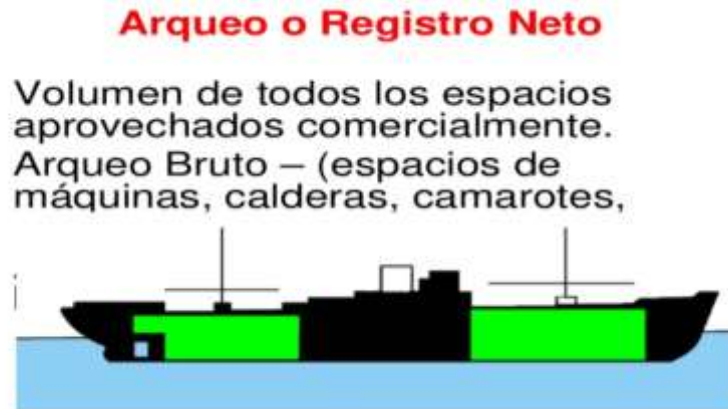 Arqueo o Registro Neto
Volumen de todos los espacios
aprovechados comercialmente.
Arqueo Bruto – (espacios de
máquinas, calderas, camarotes,